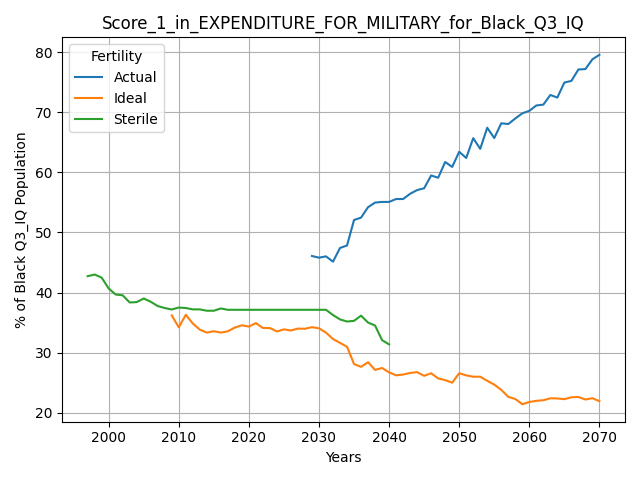 Score_1_in_EXPENDITURE_FOR_MILITARY_for_Black_Q3_IQ
Fertility
Actual
Ideal
Sterile
% of Black Q3_IQ Population
80
70
60
50
40
30
20
2000 2010 2020 2030 2040 2050 2060 2070
Years